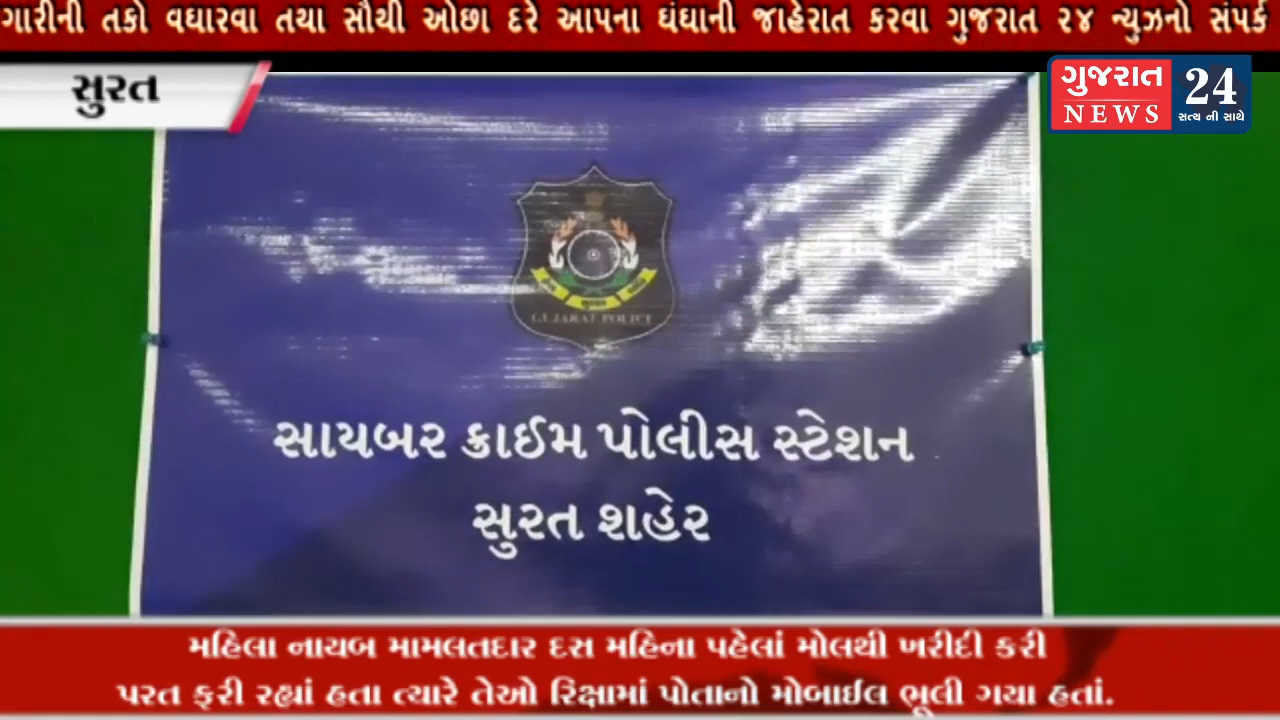 ગારીની તકો વધારવા તથા સૌથી ઓછા દરે આપના ધંધાની જાહેરાત કરવા ગુજરાત ૨૪ ન્યુઝનો સંપર્ક
સુરત
ગુજરાત
NEWS
24
સત્ય ની સાથે
GUJARAT POLICE
સાયબર ક્રાઈમ પોલીસ સ્ટેશન
સુરત શહેર
મહિલા નાયબ મામલતદાર દસ મહિના પહેલાં મોલથી ખરીદી કરી
પરત ફરી રહ્યાં હતા ત્યારે તેઓ રિક્ષામાં પોતાનો મોબાઈલ ભૂલી ગયા હતાં.